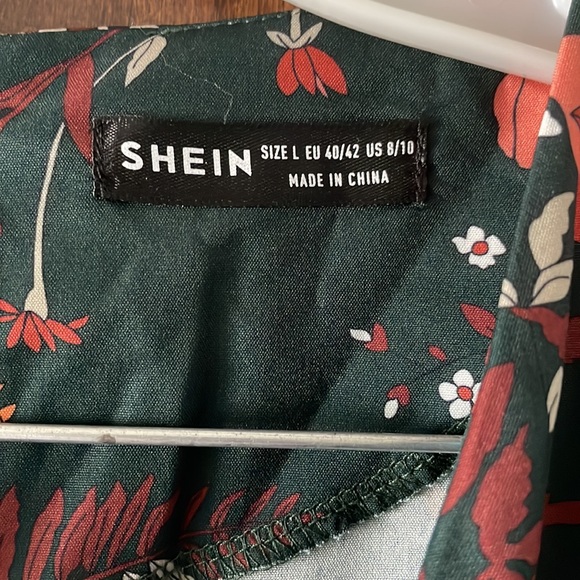 SHEIN SIZE L EU 40/42 US 8/10
MADE IN CHINA